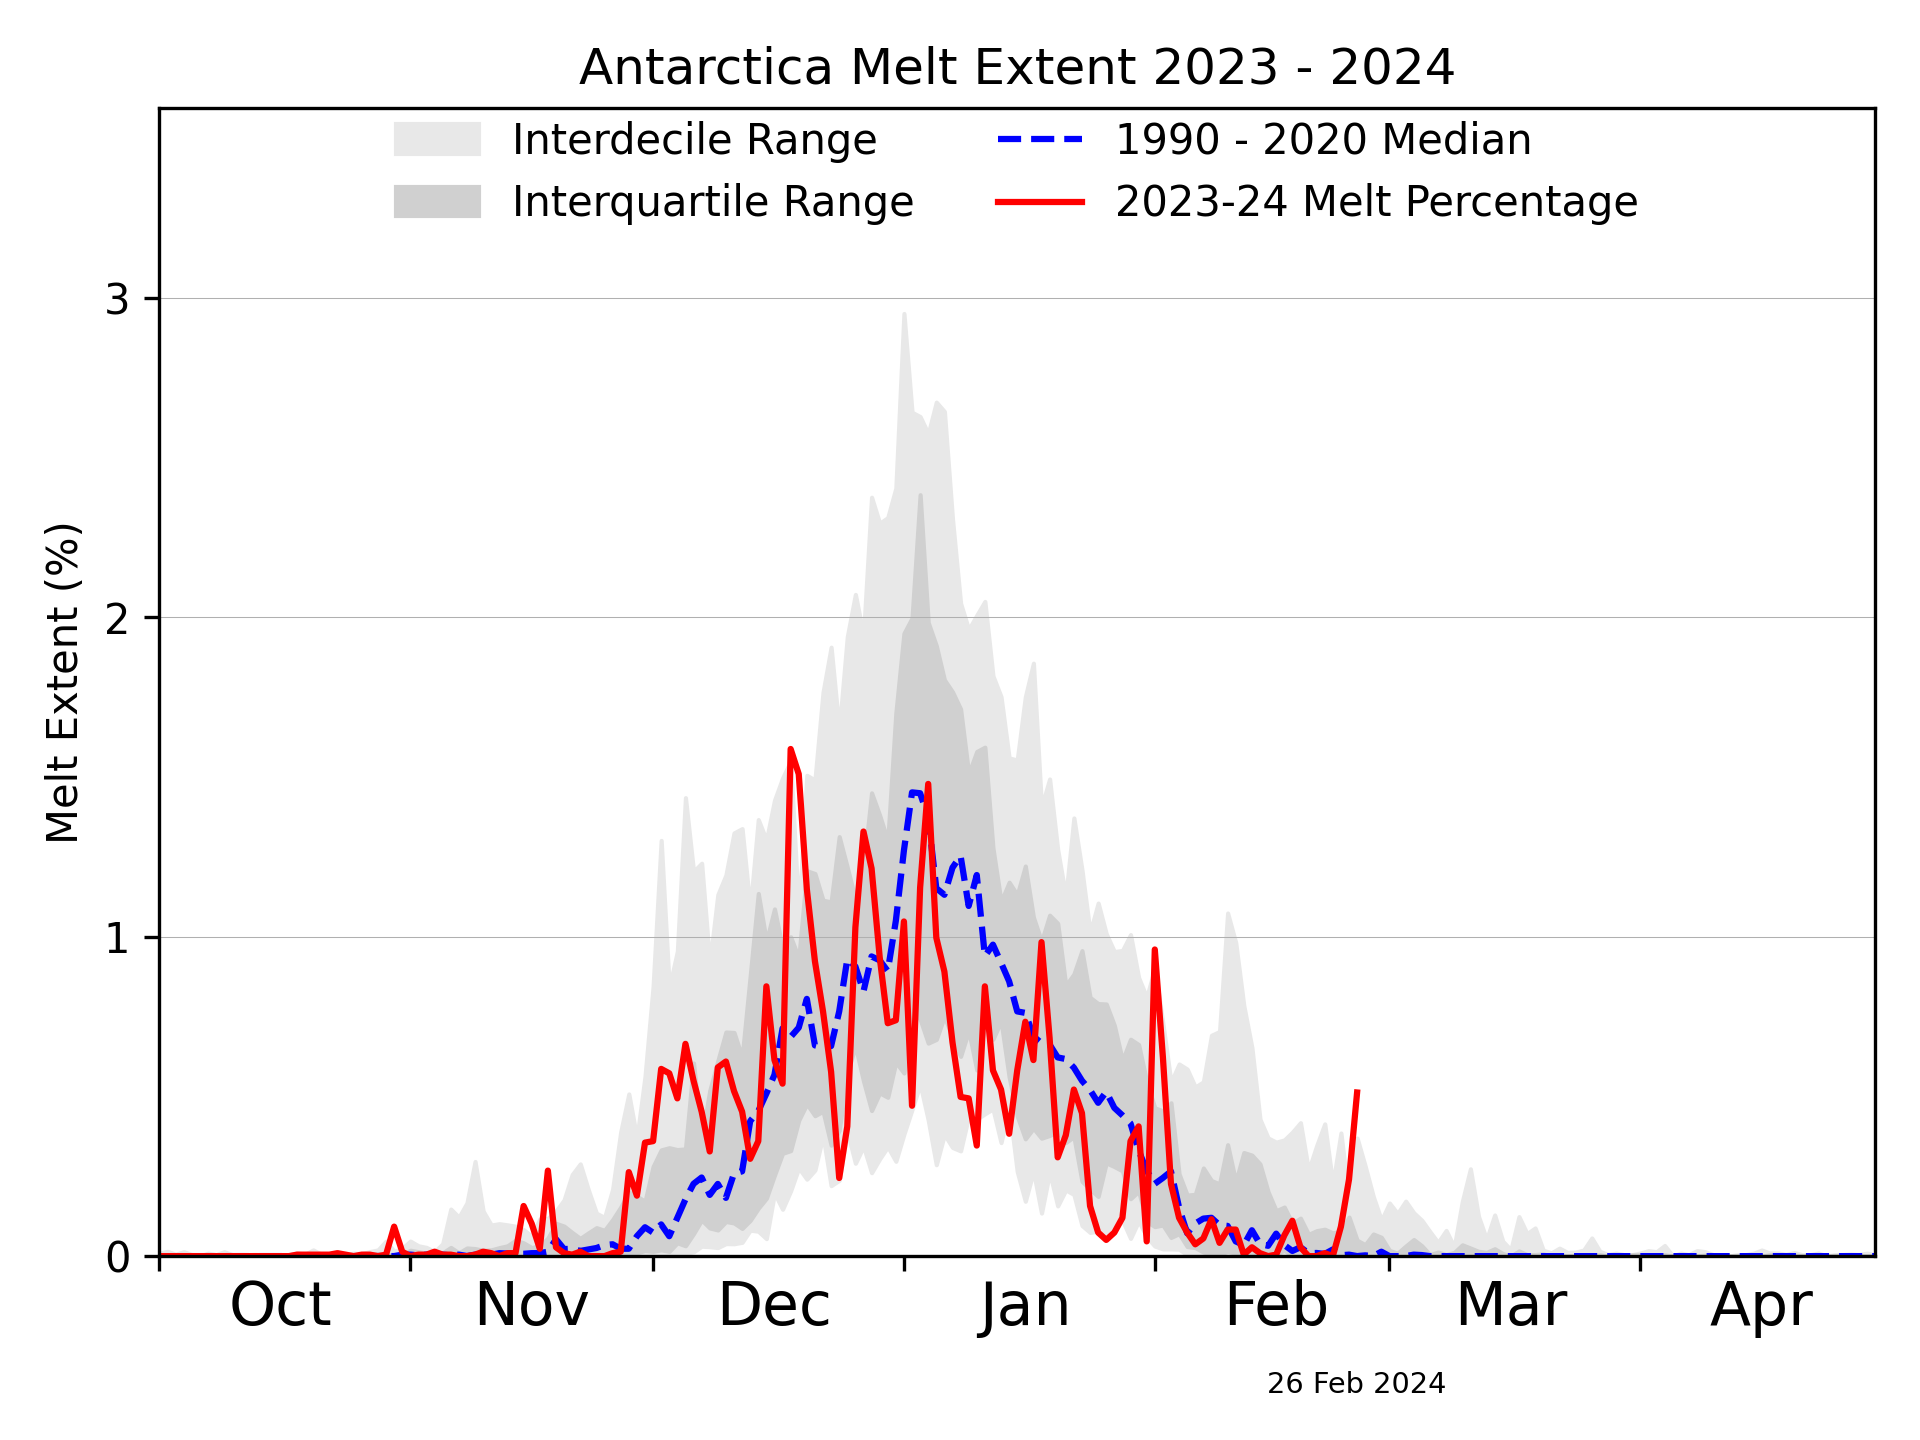 Antarctica Melt Extent 2023 - 2024
Interdecile Range
Interquartile Range
1990 - 2020 Median
2023-24 Melt Percentage
Melt Extent (%)
3
2
1
0
Oct Nov Dec Jan Feb Mar Apr
26 Feb 2024